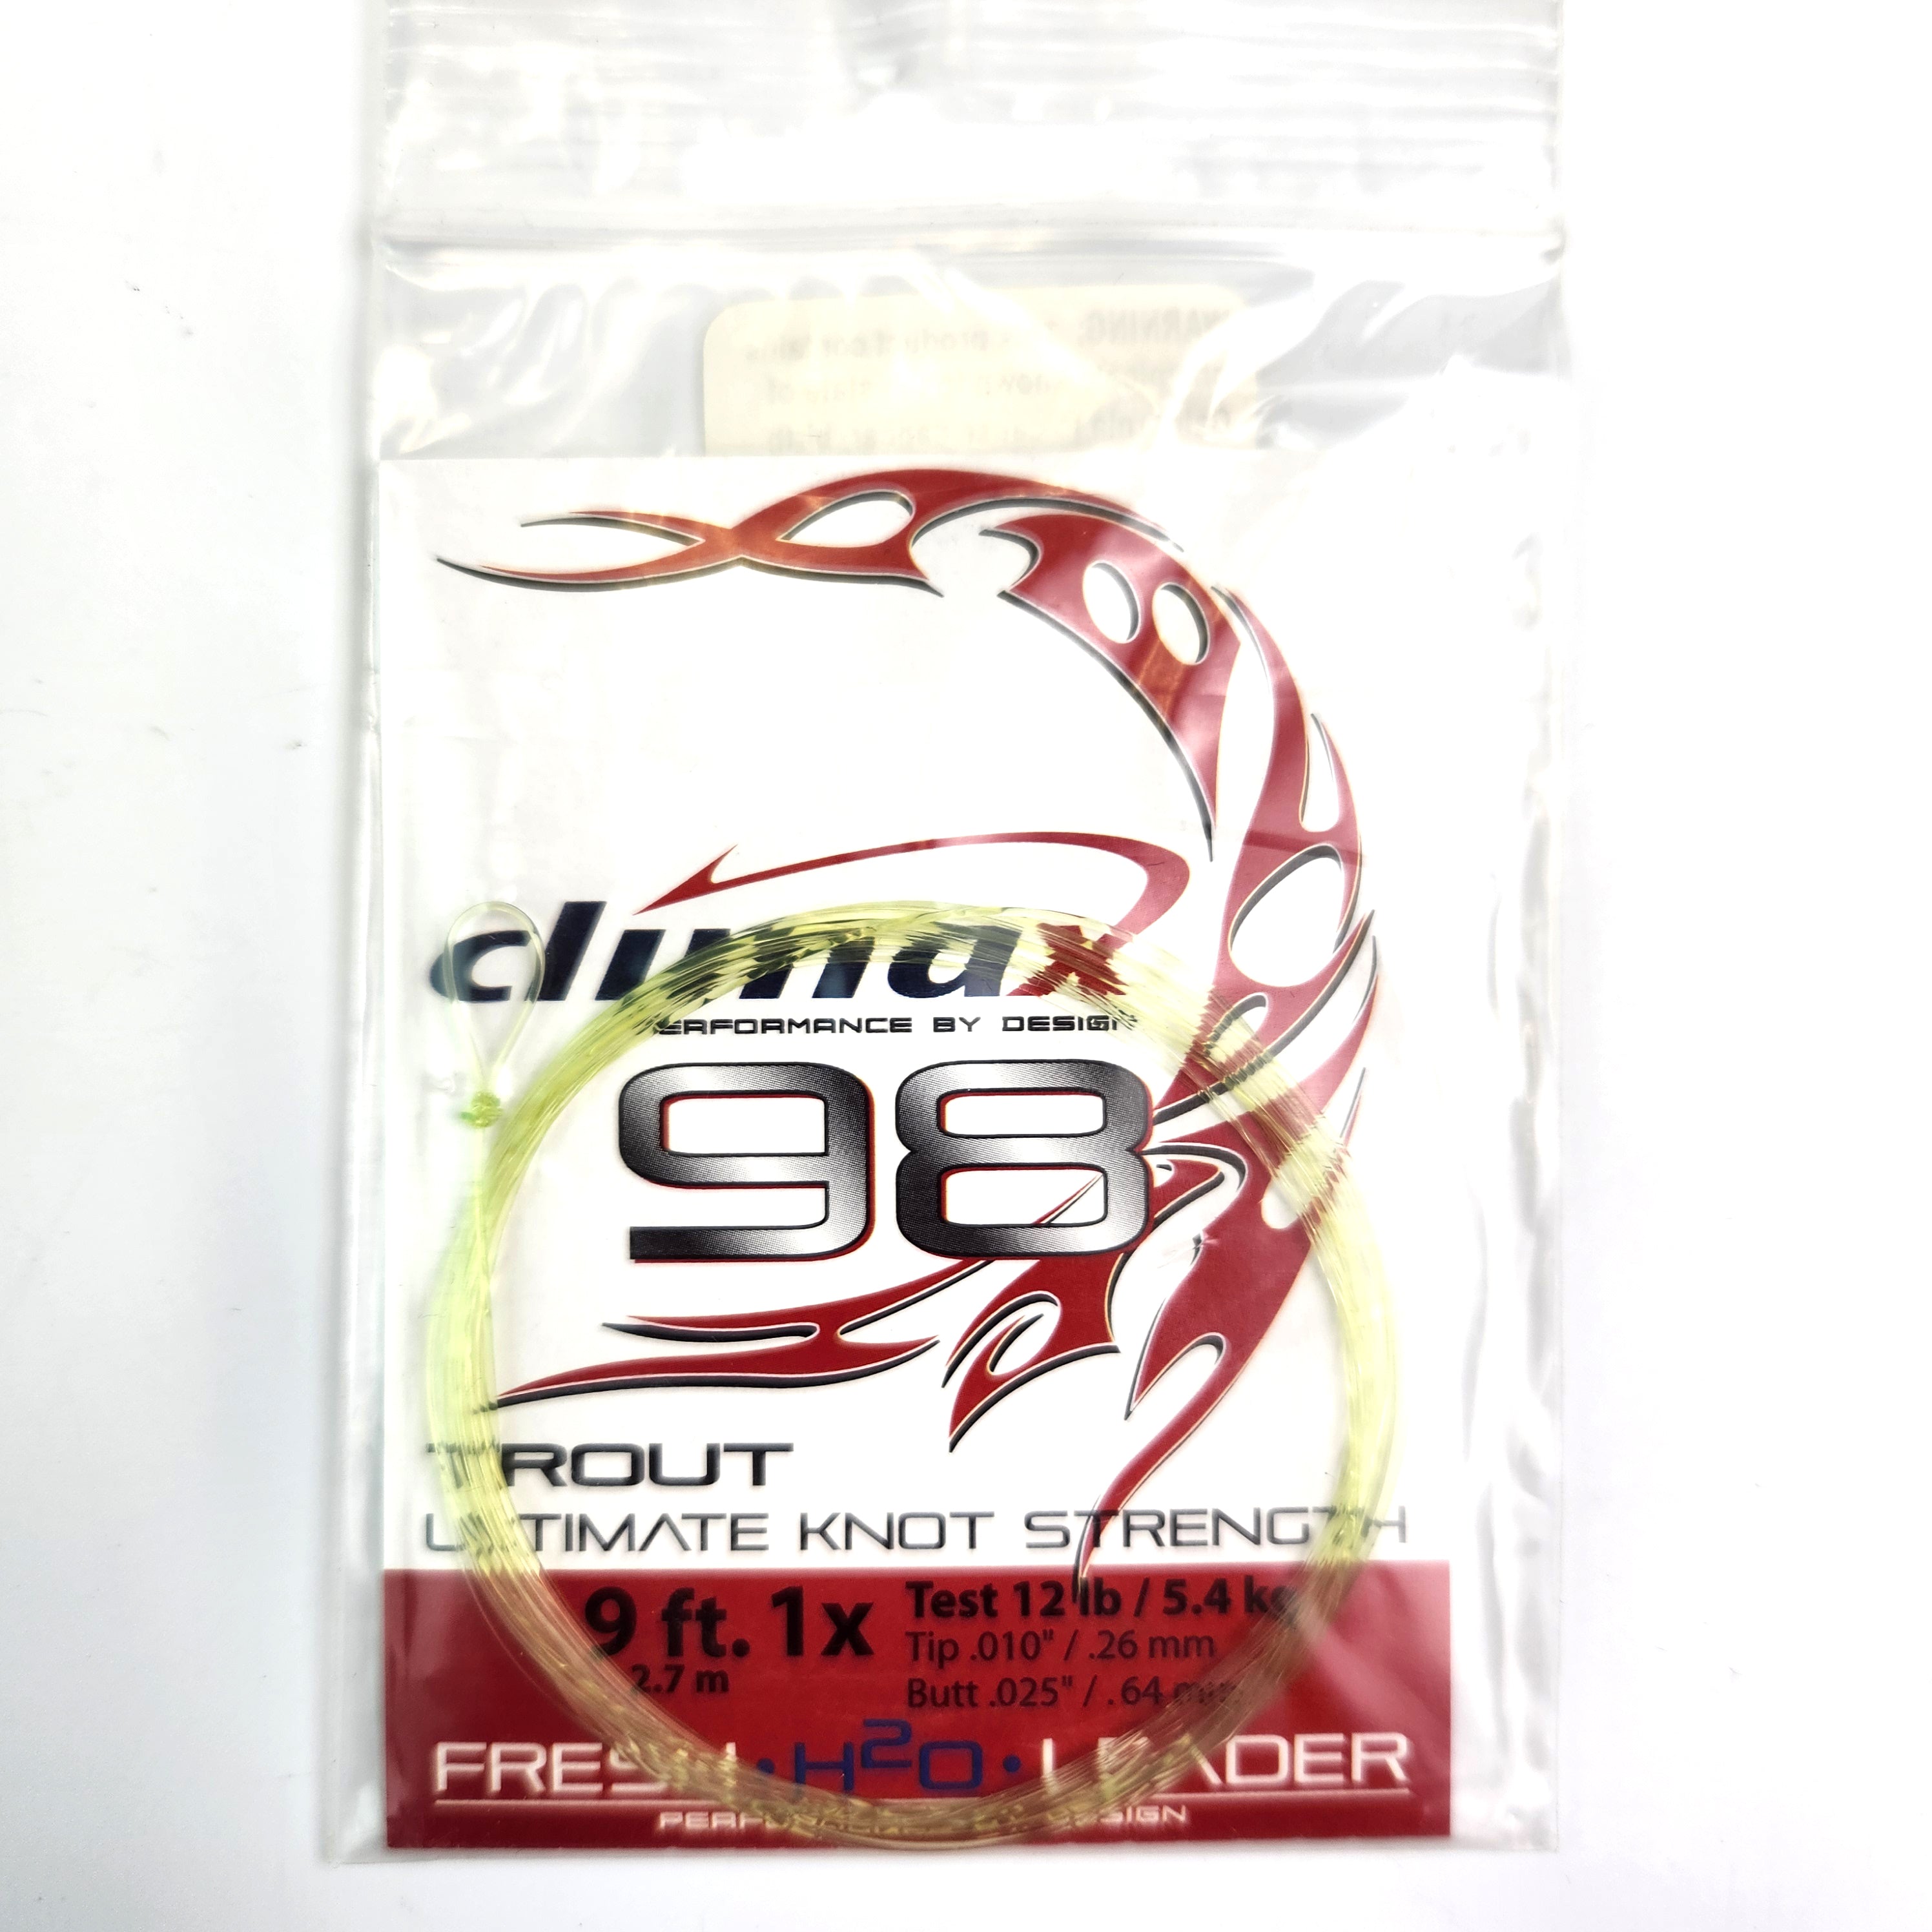 WARNING:
climax
PERFORMANCE BY DESIGN
98
TROUT
ULTIMATE KNOT STRENGTH
9 ft. 1x
2.7 m
Test 12 lb / 5.4 kg
Tip .010" / .26 mm
Butt .025" / .64 mm
FRESH · H2O · LEADER
PERFORMANCE BY DESIGN